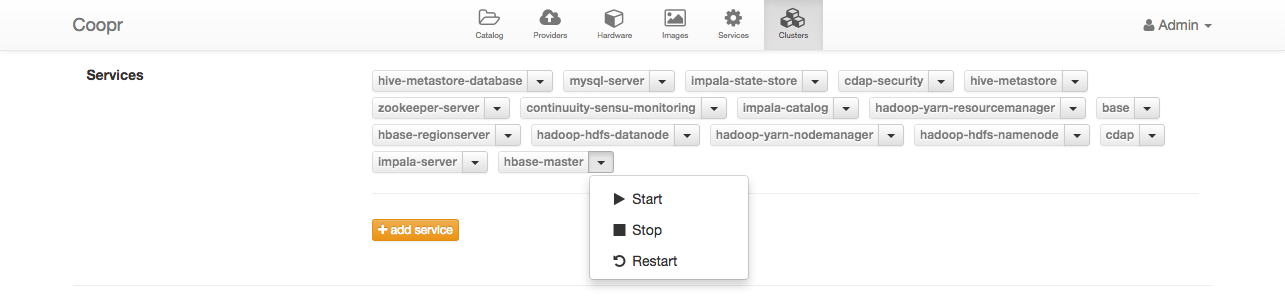 Coopr
Catalog Providers Hardware Images Services Clusters
Admin
Services
hive-metastore-database mysql-server impala-state-store cdap-security hive-metastore
zookeeper-server continuuity-sensu-monitoring impala-catalog hadoop-yarn-resourcemanager base
hbase-regionserver hadoop-hdfs-datanode hadoop-yarn-nodemanager hadoop-hdfs-namenode cdap
impala-server hbase-master
Start
Stop
Restart
+ add service